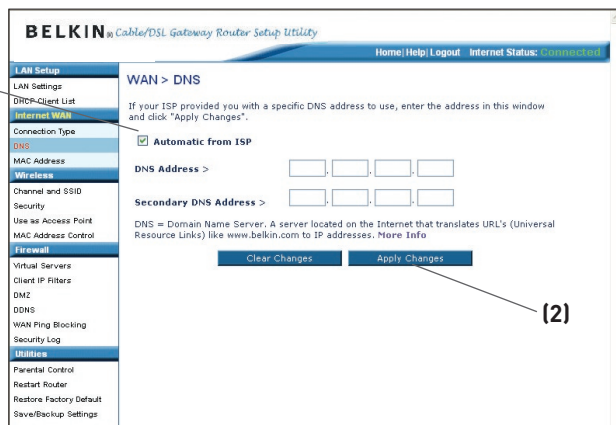 BELKIN® Cable/DSL Gateway Router Setup Utility
Home|Help|Logout Internet Status: Connected
LAN Setup
LAN Settings
DHCP Client List
Internet WAN
Connection Type
DNS
MAC Address
Wireless
Channel and SSID
Security
Use as Access Point
MAC Address Control
Firewall
Virtual Servers
Client IP Filters
DMZ
DDNS
WAN Ping Blocking
Security Log
Utilities
Parental Control
Restart Router
Restore Factory Default
Save/Backup Settings
WAN > DNS
If your ISP provided you with a specific DNS address to use, enter the address in this window
and click "Apply Changes".
Automatic from ISP
DNS Address > . . .
Secondary DNS Address > . . .
DNS = Domain Name Server. A server located on the Internet that translates URL's (Universal
Resource Links) like www.belkin.com to IP addresses. More Info
Clear Changes Apply Changes
(2)